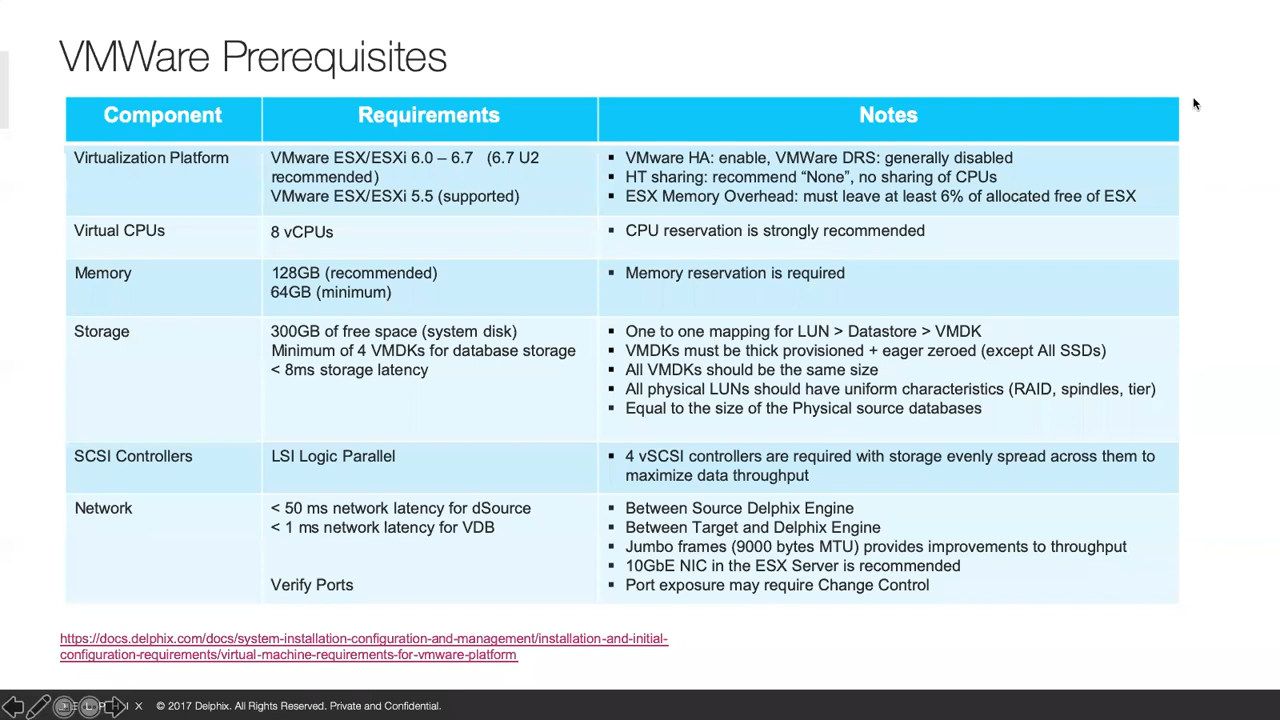 VMWare Prerequisites
Component Requirements Notes
Virtualization Platform
VMware ESX/ESXi 6.0 – 6.7 (6.7 U2
recommended)
VMware ESX/ESXi 5.5 (supported)
▪ VMware HA: enable, VMWare DRS: generally disabled
▪ HT sharing: recommend “None”, no sharing of CPUs
▪ ESX Memory Overhead: must leave at least 6% of allocated free of ESX
Virtual CPUs
8 vCPUs
▪ CPU reservation is strongly recommended
Memory
128GB (recommended)
64GB (minimum)
▪ Memory reservation is required
Storage
300GB of free space (system disk)
Minimum of 4 VMDKs for database storage
< 8ms storage latency
▪ One to one mapping for LUN > Datastore > VMDK
▪ VMDKs must be thick provisioned + eager zeroed (except All SSDs)
▪ All VMDKs should be the same size
▪ All physical LUNs should have uniform characteristics (RAID, spindles, tier)
▪ Equal to the size of the Physical source databases
SCSI Controllers
LSI Logic Parallel
▪ 4 vSCSI controllers are required with storage evenly spread across them to
maximize data throughput
Network
< 50 ms network latency for dSource
< 1 ms network latency for VDB
Verify Ports
▪ Between Source Delphix Engine
▪ Between Target and Delphix Engine
▪ Jumbo frames (9000 bytes MTU) provides improvements to throughput
▪ 10GbE NIC in the ESX Server is recommended
▪ Port exposure may require Change Control
https://docs.delphix.com/docs/system-installation-configuration-and-management/installation-and-initial-
configuration-requirements/virtual-machine-requirements-for-vmware-platform
© 2017 Delphix. All Rights Reserved. Private and Confidential.